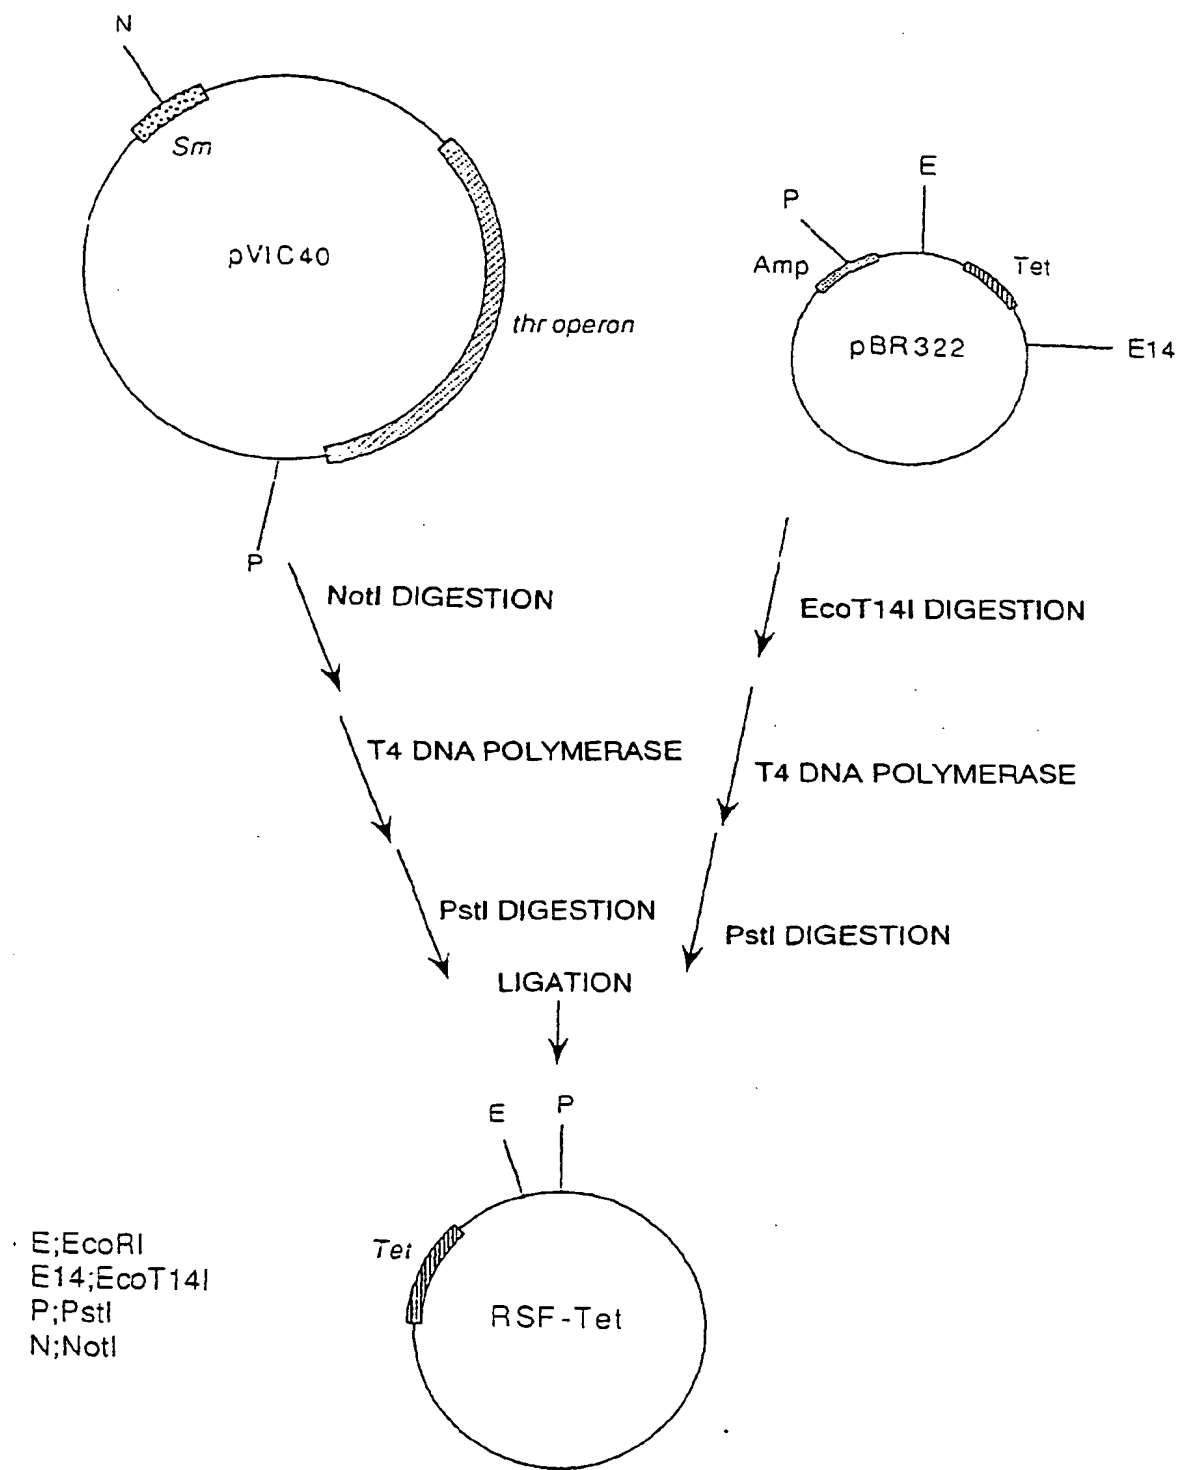 N
Sm
pVIC40
thr operon
P
E
P
Amp
Tet
pBR322
E14
NotI DIGESTION
EcoT14I DIGESTION
T4 DNA POLYMERASE
T4 DNA POLYMERASE
PstI DIGESTION
PstI DIGESTION
LIGATION
E
P
Tet
RSF-Tet
E;EcoRI
E14;EcoT14I
P;PstI
N;NotI